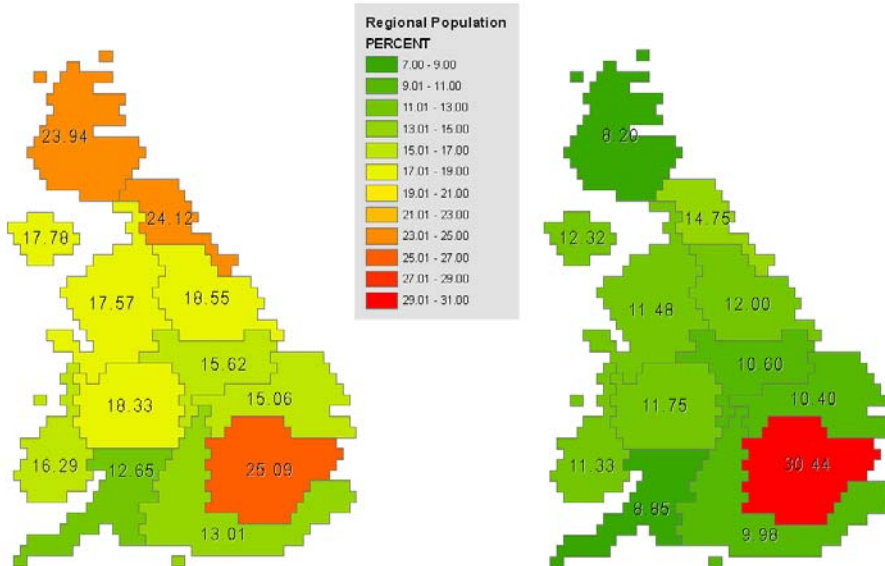 Regional Population
PERCENT
7.00 - 9.00
9.01 - 11.00
11.01 - 13.00
13.01 - 15.00
15.01 - 17.00
17.01 - 19.00
19.01 - 21.00
21.01 - 23.00
23.01 - 25.00
25.01 - 27.00
27.01 - 29.00
29.01 - 31.00
23.94
24.12
17.78
17.57
18.55
15.62
15.06
18.33
16.29
12.65
25.09
13.01
8.20
14.75
12.32
11.48
12.00
10.60
10.40
11.75
11.33
8.85
30.44
9.98